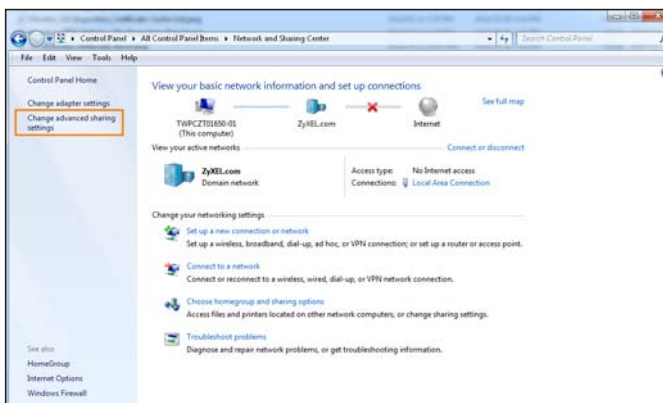 Control Panel ▸ All Control Panel Items ▸ Network and Sharing Center
Search Control Panel
File Edit View Tools Help
Control Panel Home
Change adapter settings
Change advanced sharing
settings
View your basic network information and set up connections
See full map
TWPCZT01650-01
(This computer)
ZyXEL.com
Internet
View your active networks
Connect or disconnect
ZyXEL.com
Domain network
Access type: No Internet access
Connections: Local Area Connection
Change your networking settings
Set up a new connection or network
Set up a wireless, broadband, dial-up, ad hoc, or VPN connection; or set up a router or access point.
Connect to a network
Connect or reconnect to a wireless, wired, dial-up, or VPN network connection.
Choose homegroup and sharing options
Access files and printers located on other network computers, or change sharing settings.
Troubleshoot problems
Diagnose and repair network problems, or get troubleshooting information.
See also
HomeGroup
Internet Options
Windows Firewall